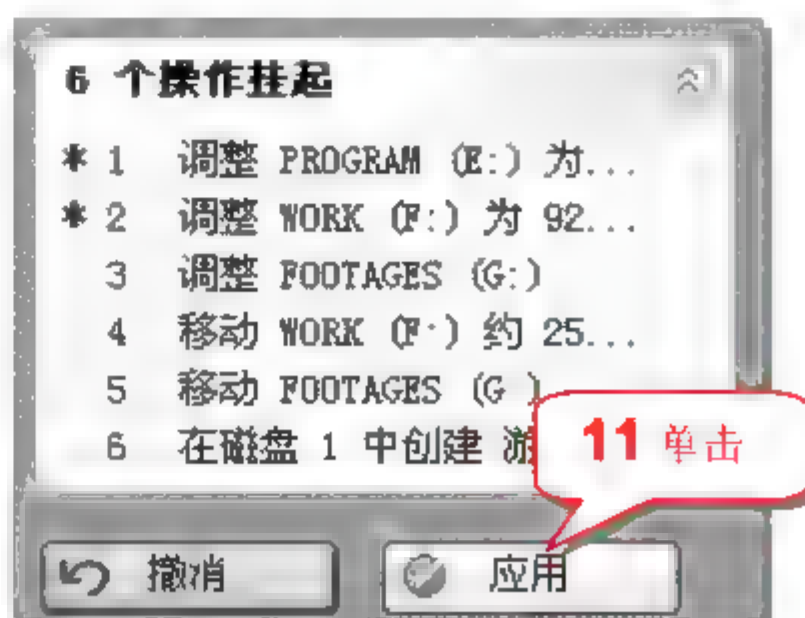 6 个操作挂起
* 1 调整 PROGRAM (E:) 为...
* 2 调整 WORK (F:) 为 92...
3 调整 FOOTAGES (G:)
4 移动 WORK (F:) 约 25...
5 移动 FOOTAGES (G )
6 在磁盘 1 中创建 游
11 单击
撤消
应用